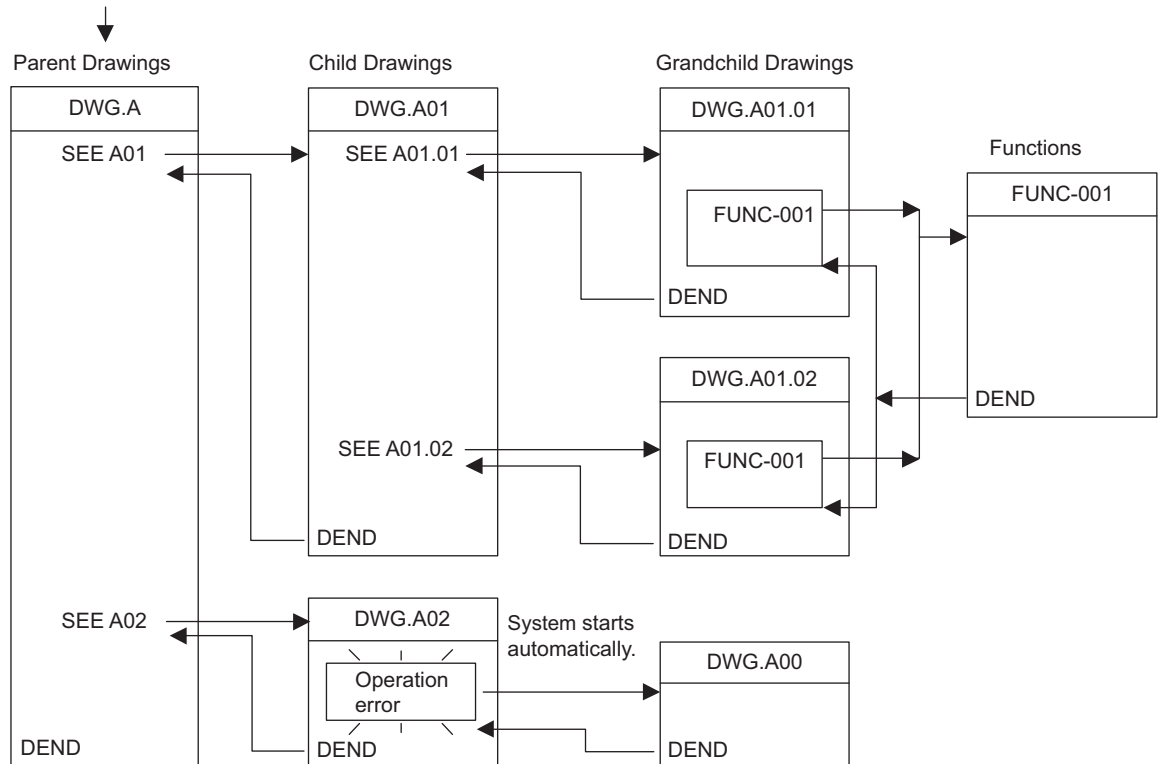 Parent Drawings
Child Drawings
Grandchild Drawings
DWG.A
SEE A01
SEE A02
DEND
DWG.A01
SEE A01.01
SEE A01.02
DEND
DWG.A01.01
FUNC-001
DEND
DWG.A01.02
FUNC-001
DEND
Functions
FUNC-001
DEND
DWG.A02
Operation
error
DEND
System starts
automatically.
DWG.A00
DEND